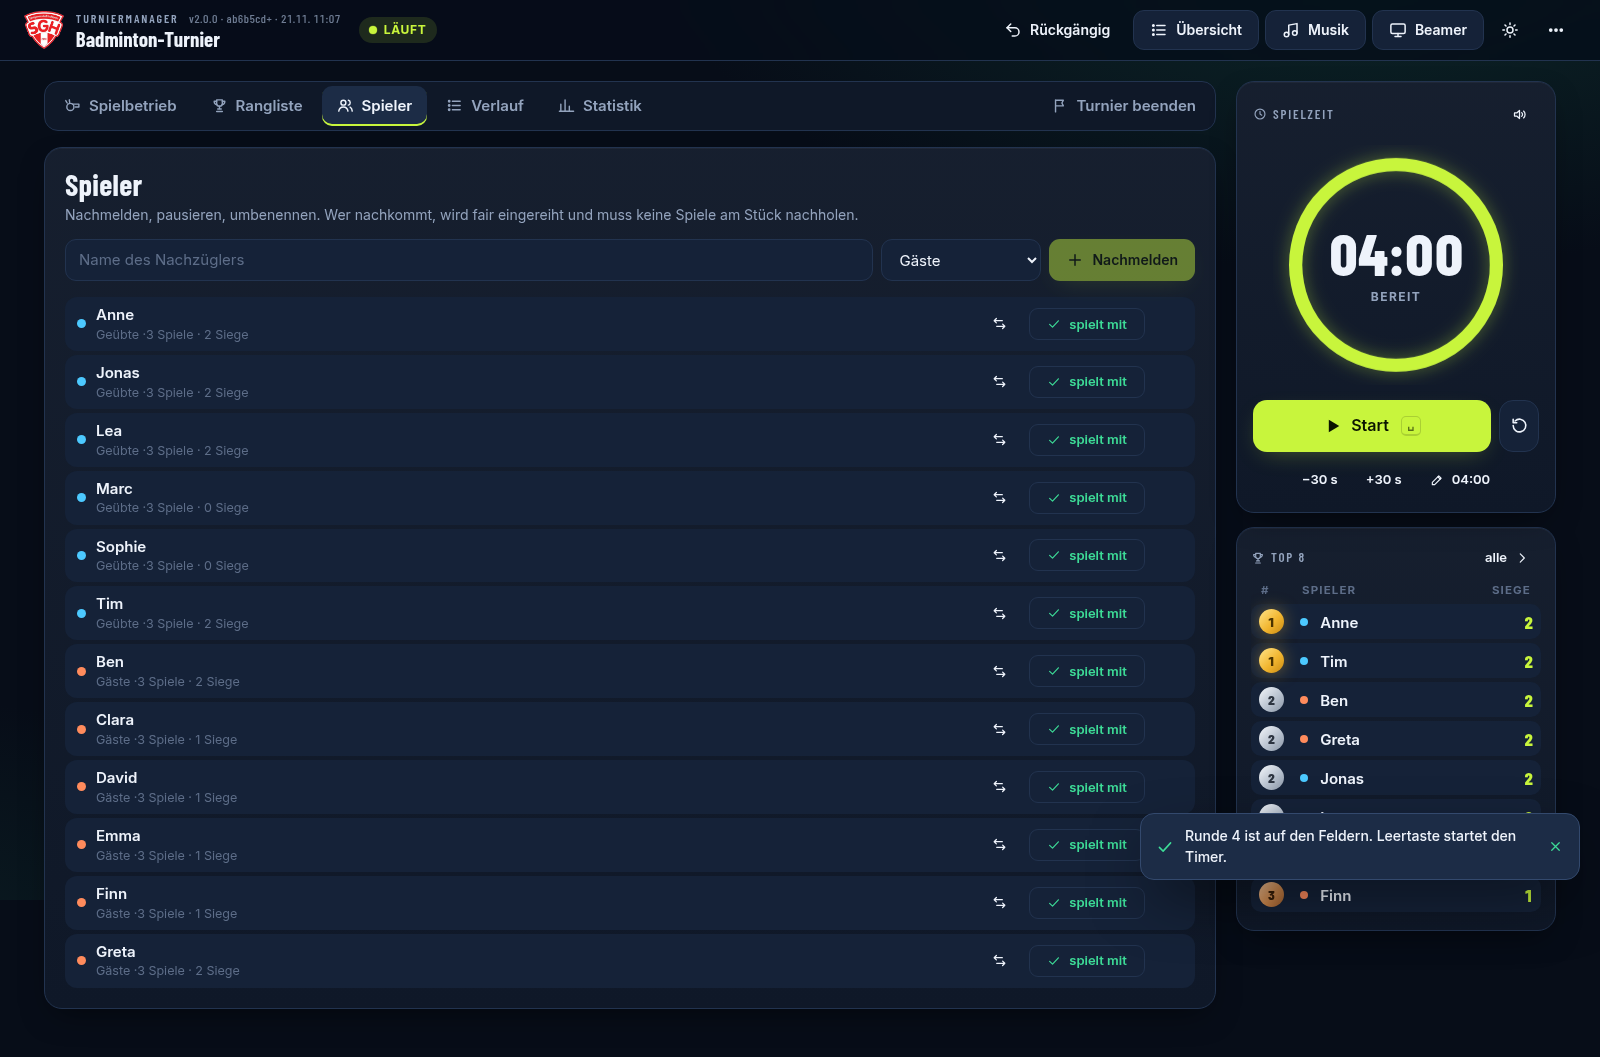 SGH
TURNIERMANAGER v2.0.0 · ab6b5cd+ · 21.11. 11:07
Badminton-Turnier
LÄUFT
Rückgängig
Übersicht
Musik
Beamer
Spielbetrieb
Rangliste
Spieler
Verlauf
Statistik
Turnier beenden
Spieler
Nachmelden, pausieren, umbenennen. Wer nachkommt, wird fair eingereiht und muss keine Spiele am Stück nachholen.
Name des Nachzüglers
Gäste
Nachmelden
Anne
Geübte ·3 Spiele · 2 Siege
spielt mit
Jonas
Geübte ·3 Spiele · 2 Siege
spielt mit
Lea
Geübte ·3 Spiele · 2 Siege
spielt mit
Marc
Geübte ·3 Spiele · 0 Siege
spielt mit
Sophie
Geübte ·3 Spiele · 0 Siege
spielt mit
Tim
Geübte ·3 Spiele · 2 Siege
spielt mit
Ben
Gäste ·3 Spiele · 2 Siege
spielt mit
Clara
Gäste ·3 Spiele · 1 Siege
spielt mit
David
Gäste ·3 Spiele · 1 Siege
spielt mit
Emma
Gäste ·3 Spiele · 1 Siege
spielt mit
Finn
Gäste ·3 Spiele · 1 Siege
spielt mit
Greta
Gäste ·3 Spiele · 2 Siege
spielt mit
SPIELZEIT
04:00
BEREIT
Start
−30 s
+30 s
04:00
TOP 8
alle
# SPIELER SIEGE
1 Anne 2
1 Tim 2
2 Ben 2
2 Greta 2
2 Jonas 2
Runde 4 ist auf den Feldern. Leertaste startet den
Timer.
3 Finn 1